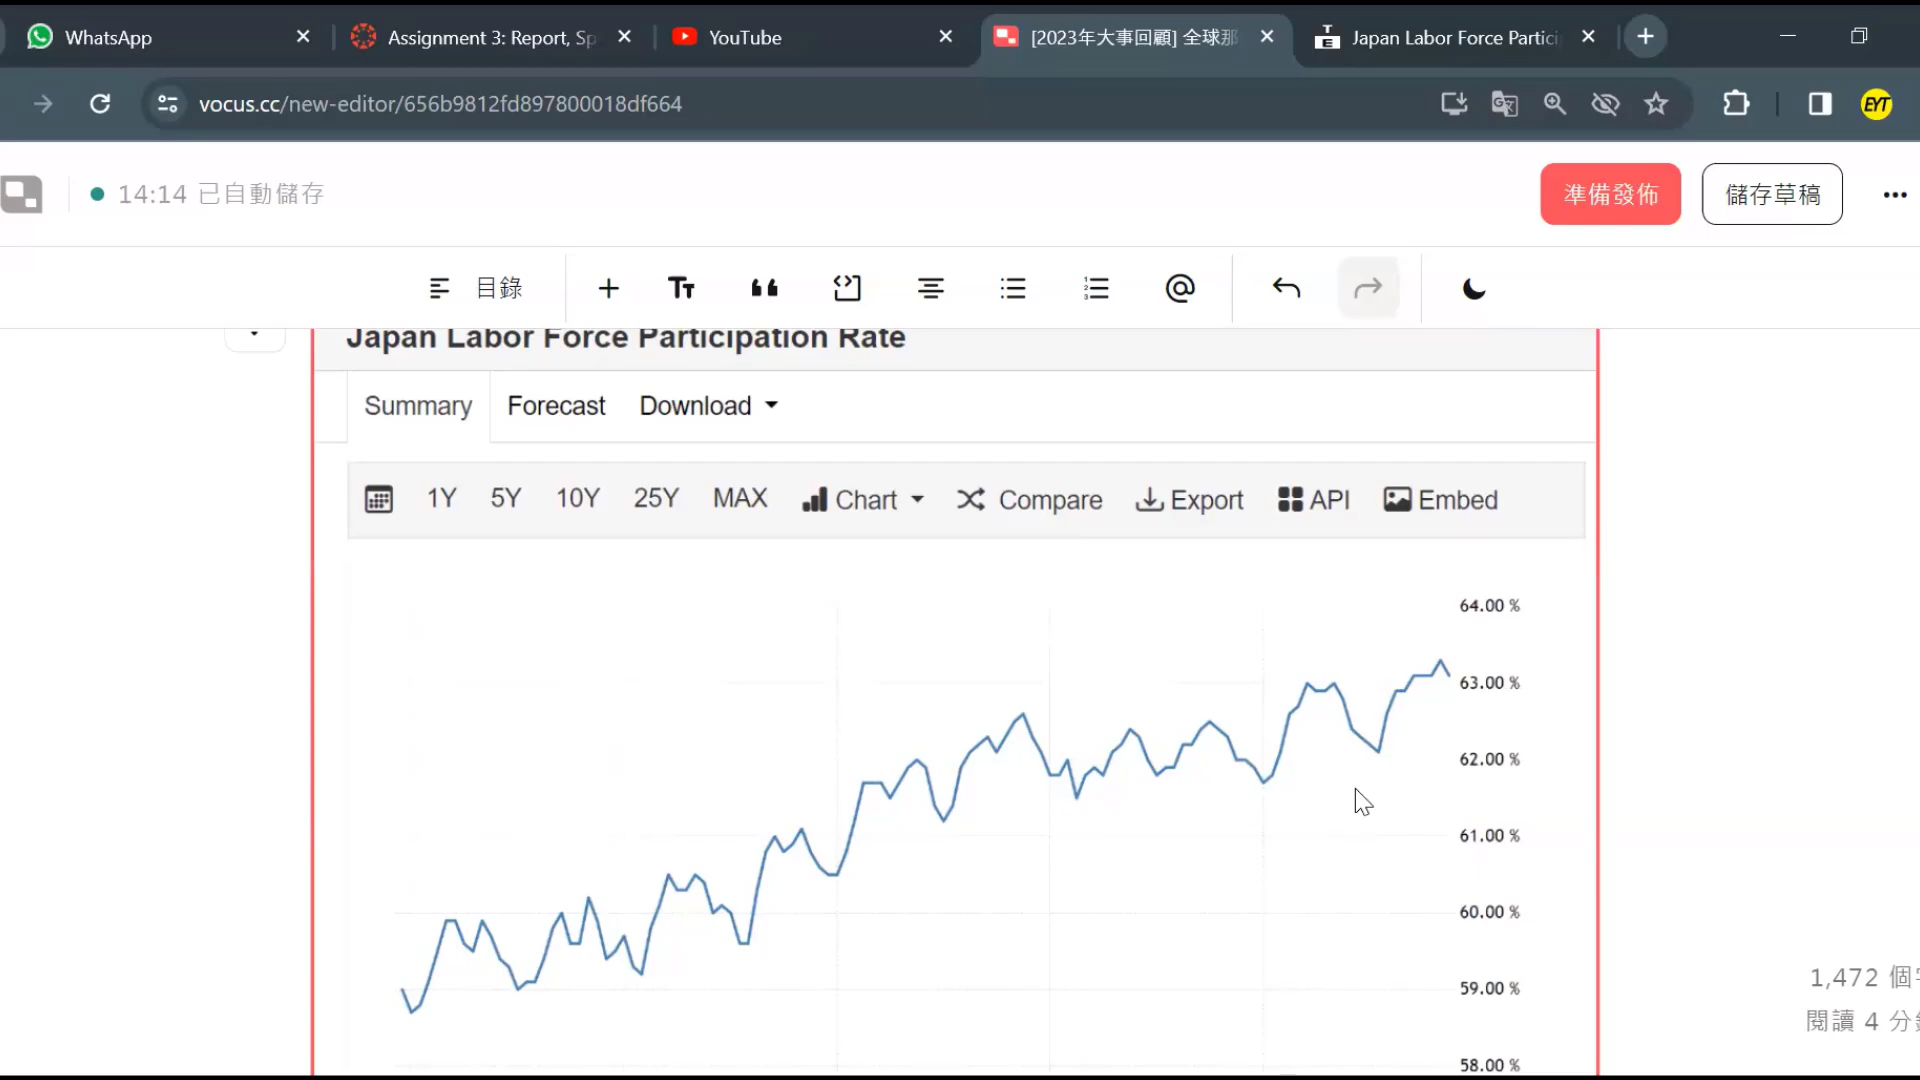 WhatsApp
Assignment 3: Report, Sp
YouTube
[2023年大事回顧] 全球那
Japan Labor Force Partici
vocus.cc/new-editor/656b9812fd897800018df664
EYT
14:14 已自動儲存
準備發佈
儲存草稿
目錄
Japan Labor Force Participation Rate
Summary
Forecast
Download
1Y
5Y
10Y
25Y
MAX
Chart
Compare
Export
API
Embed
64.00 %
63.00 %
62.00 %
61.00 %
60.00 %
59.00 %
58.00 %
1,472 個
閱讀 4 分